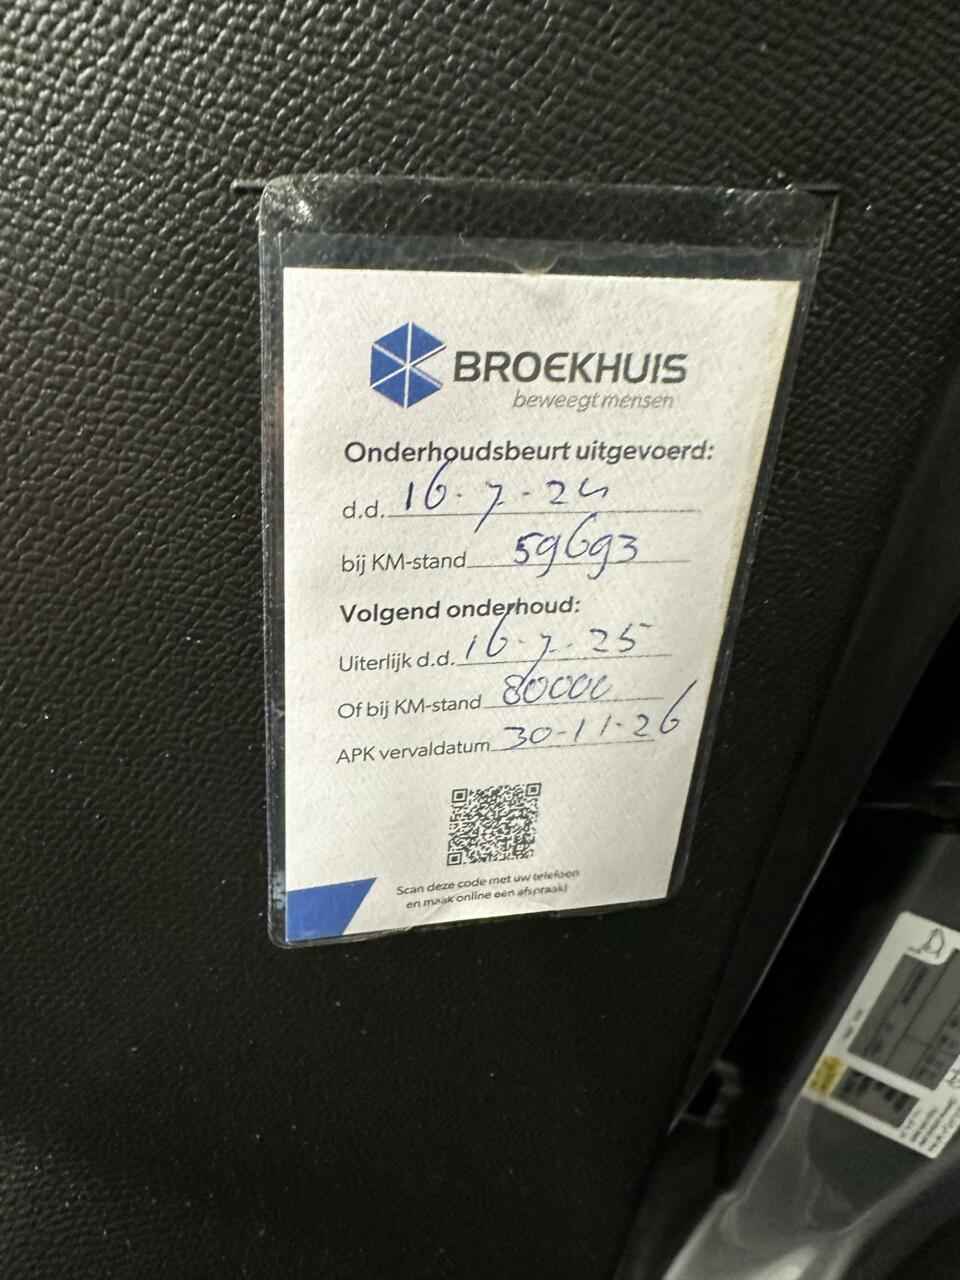 BROEKHUIS
beweegt mensen
Onderhoudsbeurt uitgevoerd:
d.d. 16-7-24
bij KM-stand 59693
Volgend onderhoud:
Uiterlijk d.d. 16-7-25
Of bij KM-stand 80000
APK vervaldatum 30-11-26
Scan deze code met uw telefoon
en maak online een afspraak!